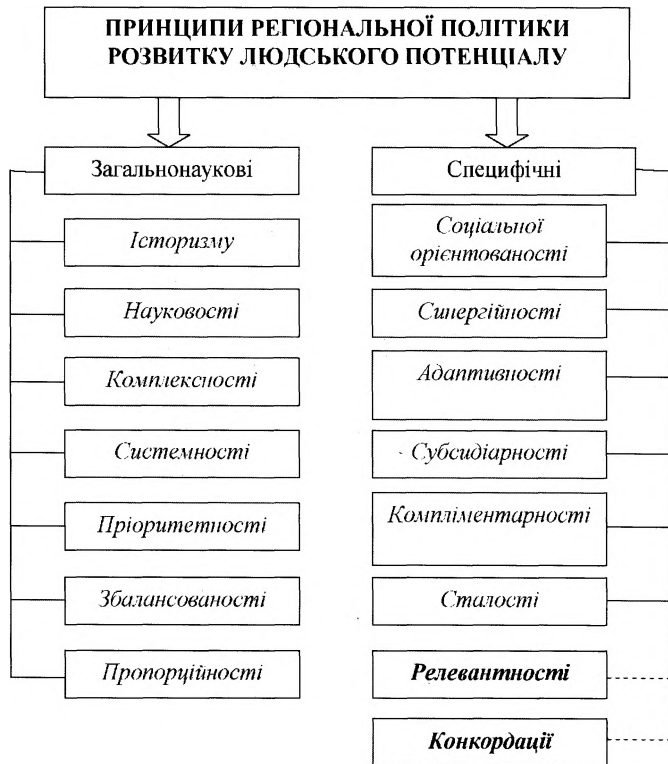 ПРИНЦИПИ РЕГІОНАЛЬНОЇ ПОЛІТИКИ
РОЗВИТКУ ЛЮДСЬКОГО ПОТЕНЦІАЛУ
Загальнонаукові
Історизму
Науковості
Комплексності
Системності
Пріоритетності
Збалансованості
Пропорційності
Специфічні
Соціальної
орієнтованості
Синергійності
Адаптивності
Субсидіарності
Компліментарності
Сталості
Релевантності
Конкордації